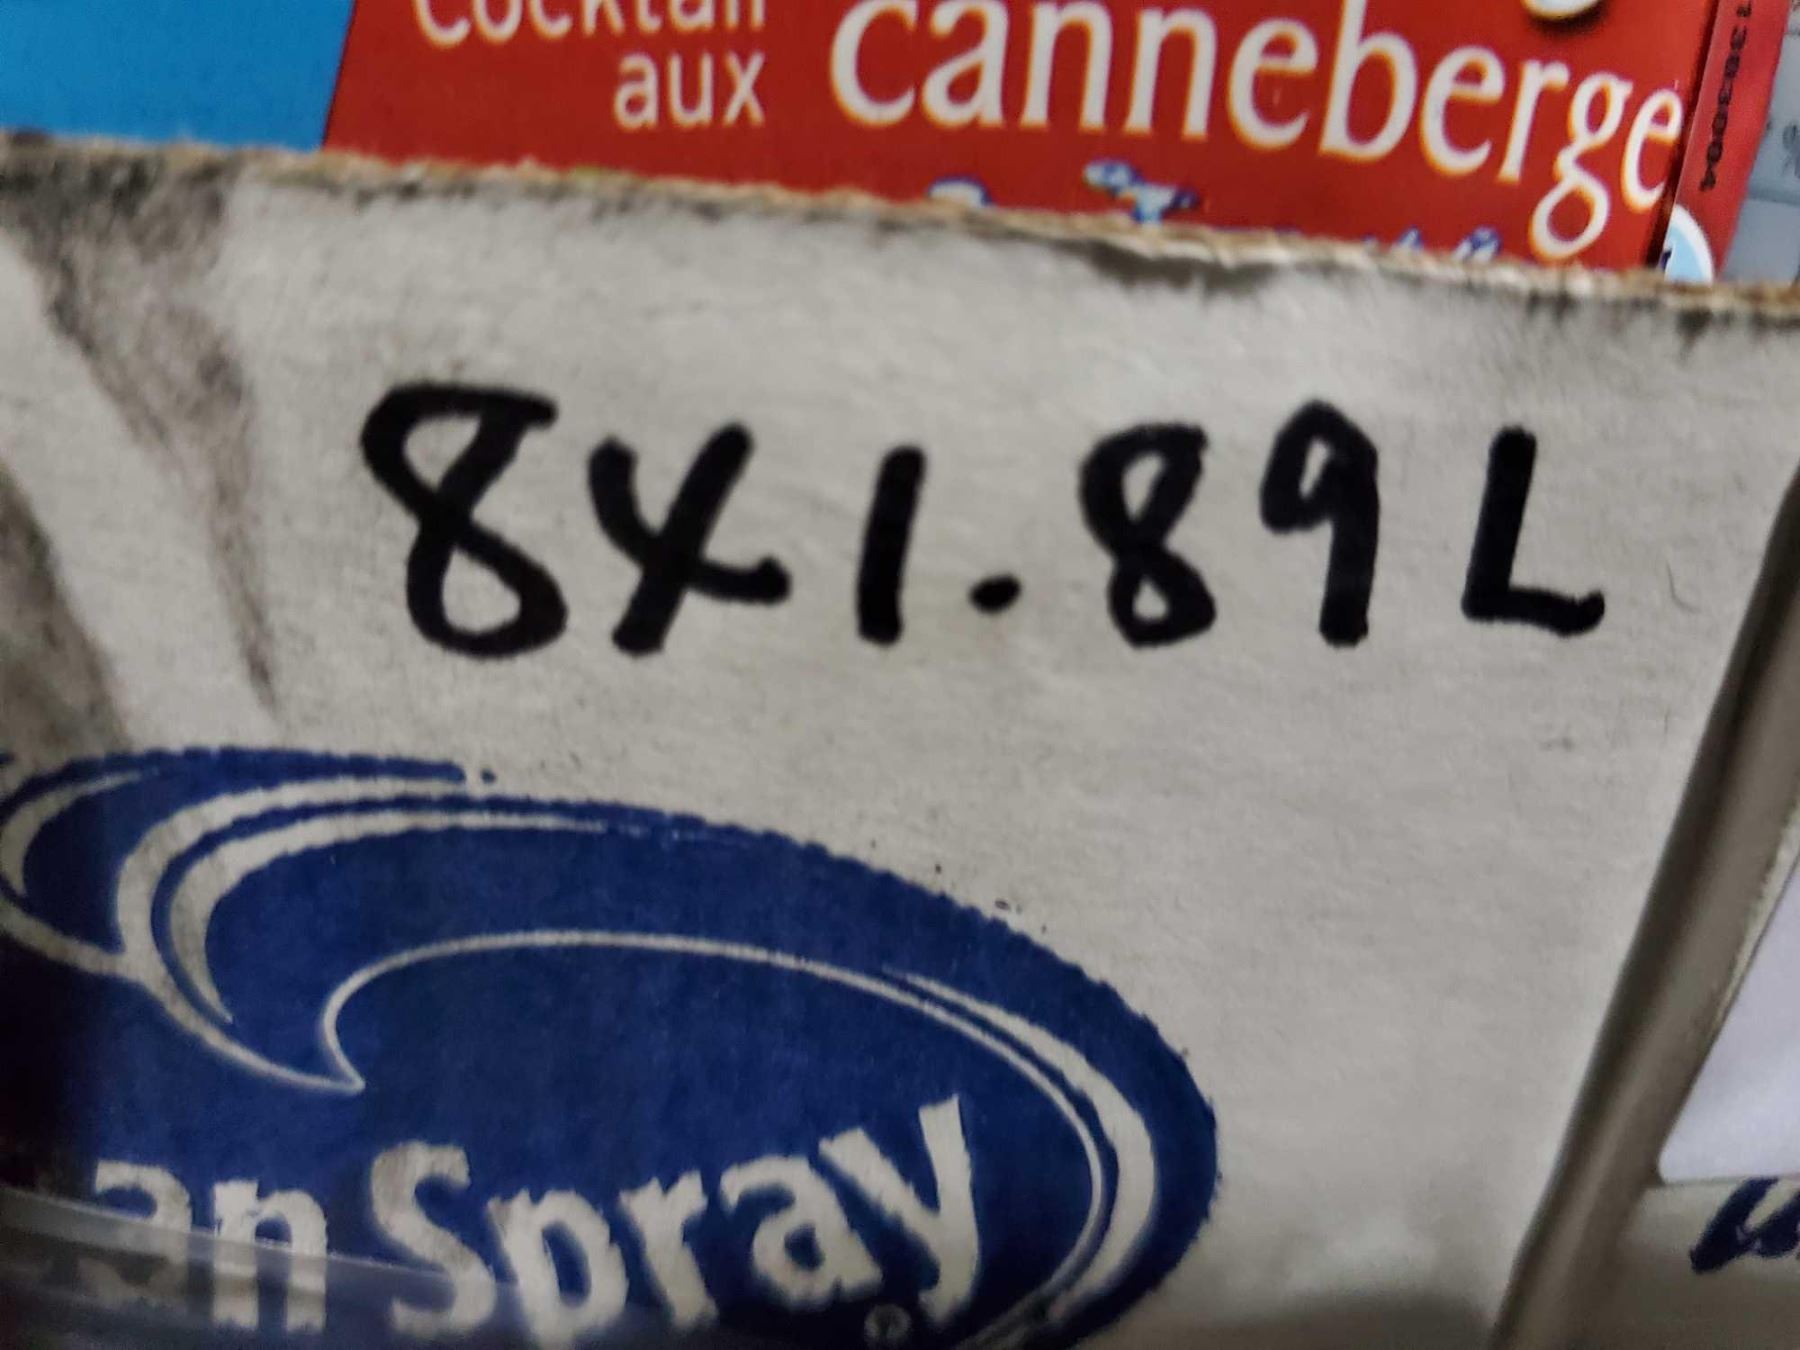 Cocktail
aux canneberge
8X1.89L
an Spray